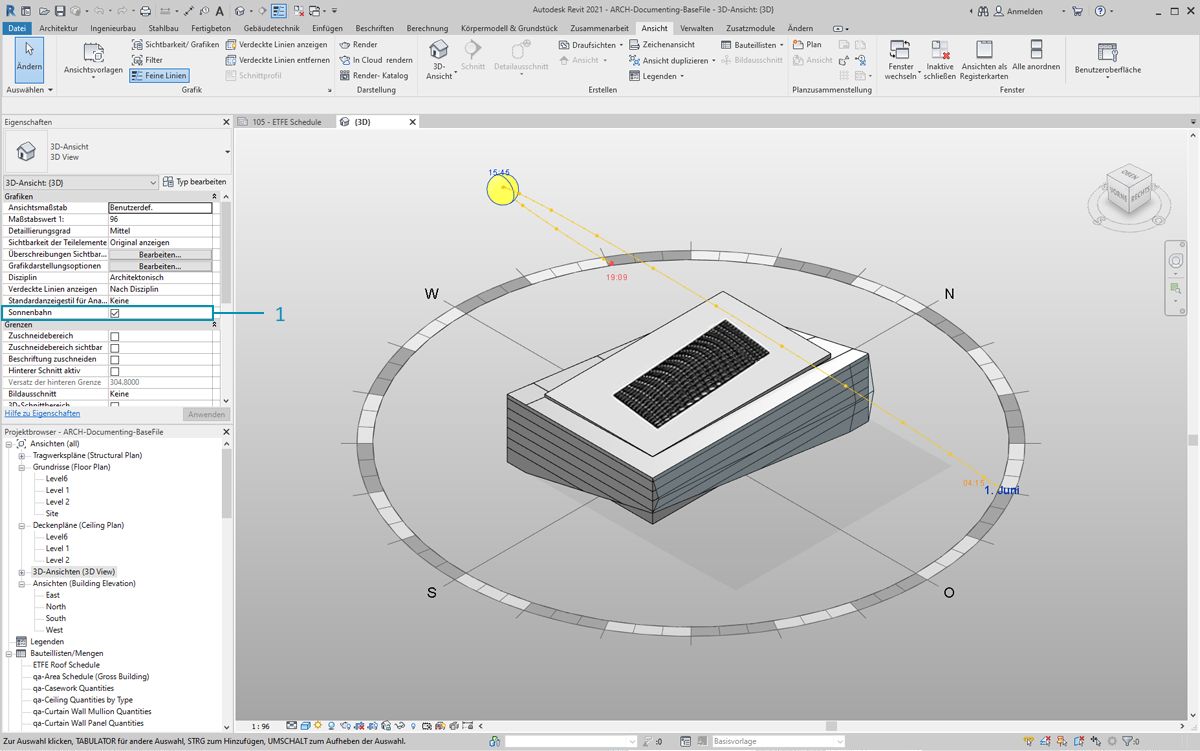 Autodesk Revit 2021 - ARCH-Documenting-BaseFile - 3D-Ansicht: {3D}
Anmelden
Datei Architektur Ingenieurbau Stahlbau Fertigbeton Gebäudetechnik Einfügen Beschriften Berechnung Körpermodell & Grundstück Zusammenarbeit Ansicht Verwalten Zusatzmodule Ändern
Ändern
Auswählen
Ansichtsvorlagen
Sichtbarkeit/ Grafiken
Filter
Feine Linien
Verdeckte Linien anzeigen
Verdeckte Linien entfernen
Schnittprofil
Grafik
Render
In Cloud rendern
Render- Katalog
Darstellung
3D-
Ansicht
Schnitt
Detailausschnitt
Draufsichten
Ansicht
Zeichenansicht
Ansicht duplizieren
Legenden
Bauteillisten
Bildausschnitt
Erstellen
Plan
Ansicht
Planzusammenstellung
Fenster
wechseln
Inaktive
schließen
Ansichten als
Registerkarten
Alle anordnen
Fenster
Benutzeroberfläche
Eigenschaften
3D-Ansicht
3D View
3D-Ansicht: {3D}
Typ bearbeiten
Grafiken
Ansichtsmaßstab Benutzerdef.
Maßstabswert 1: 96
Detaillierungsgrad Mittel
Sichtbarkeit der Teilelemente Original anzeigen
Überschreibungen Sichtbar... Bearbeiten...
Grafikdarstellungsoptionen Bearbeiten...
Disziplin Architektonisch
Verdeckte Linien anzeigen Nach Disziplin
Standardanzeigestil für Ana... Keine
Sonnenbahn
1
Grenzen
Zuschneidebereich
Zuschneidebereich sichtbar
Beschriftung zuschneiden
Hinterer Schnitt aktiv
Versatz der hinteren Grenze 304.8000
Bildausschnitt Keine
3D-Schnittbereich
Hilfe zu Eigenschaften
Anwenden
Projektbrowser - ARCH-Documenting-BaseFile
Ansichten (all)
Tragwerkspläne (Structural Plan)
Grundrisse (Floor Plan)
Level6
Level 1
Level 2
Site
Deckenpläne (Ceiling Plan)
Level6
Level 1
Level 2
3D-Ansichten (3D View)
Ansichten (Building Elevation)
East
North
South
West
Legenden
Bauteillisten/Mengen
ETFE Roof Schedule
qa-Area Schedule (Gross Building)
qa-Casework Quantities
qa-Ceiling Quantities by Type
qa-Curtain Wall Mullion Quantities
qa-Curtain Wall Panel Quantities
105 - ETFE Schedule
{3D}
15:45
19:09
W
N
04:15
1. Juni
S
O
OBEN
VORNE
RECHTS
1 : 96
Zur Auswahl klicken, TABULATOR für andere Auswahl, STRG zum Hinzufügen, UMSCHALT zum Aufheben der Auswahl.
:0
Basisvorlage
:0